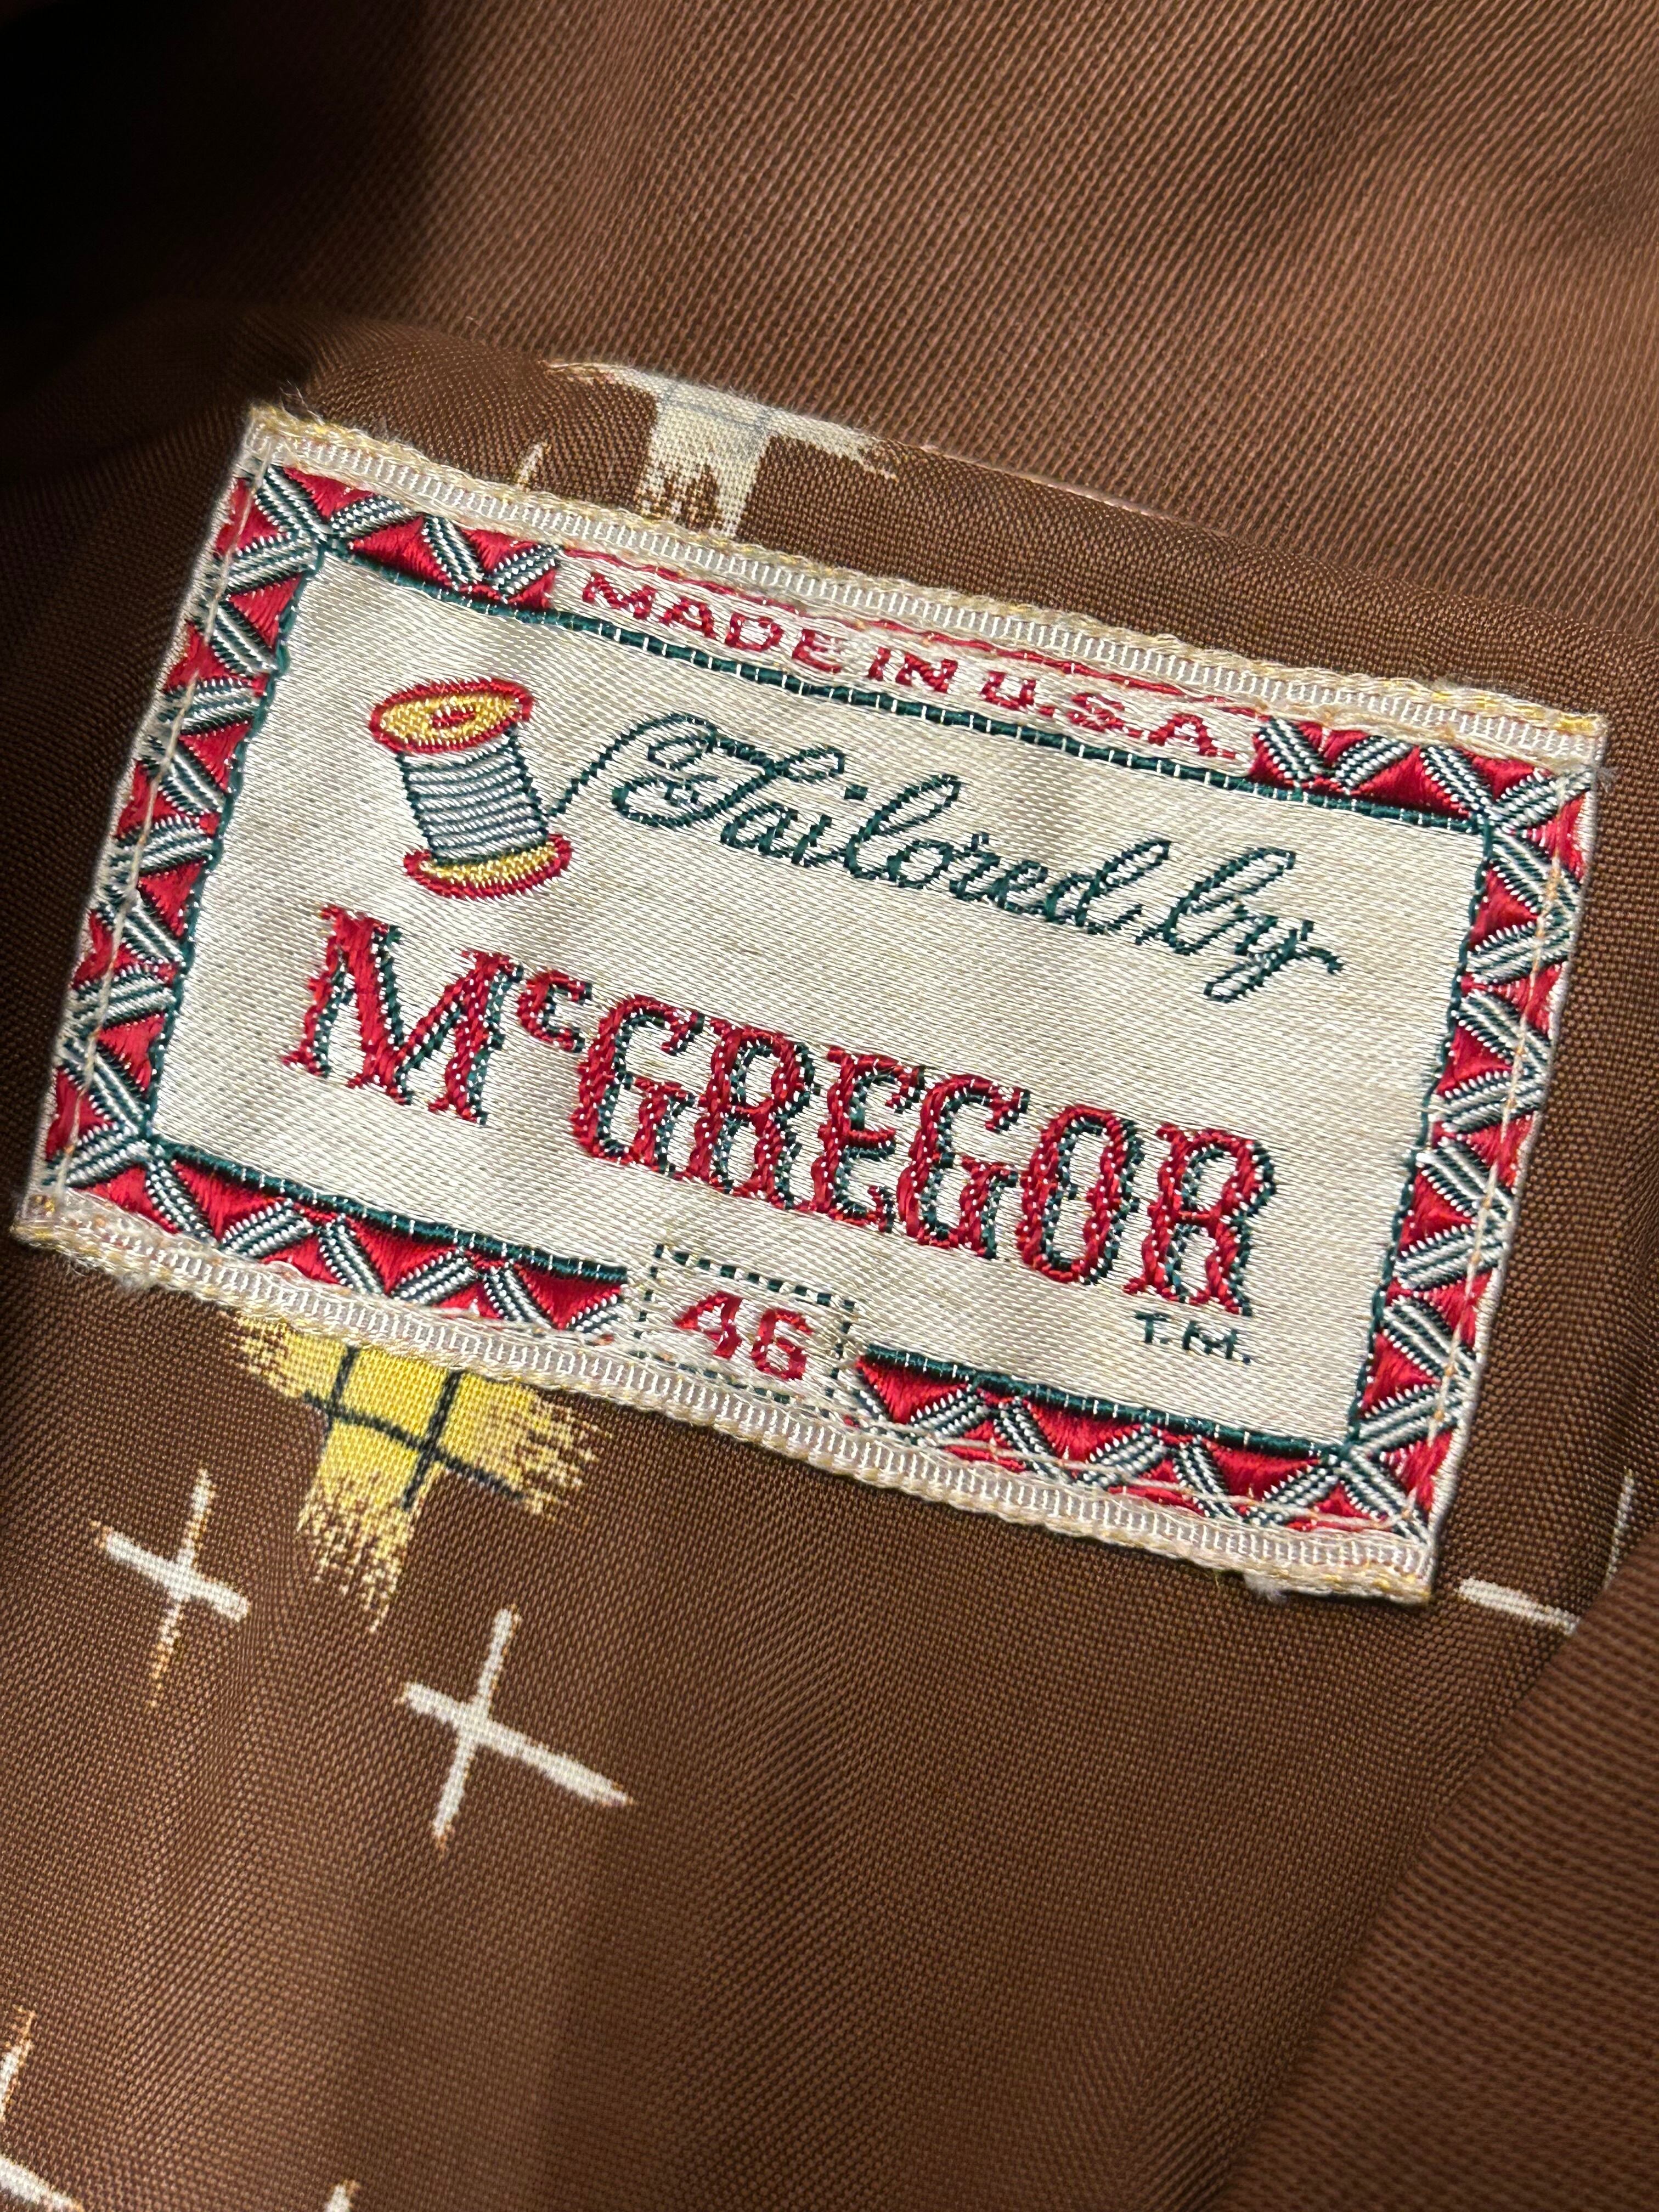 MADE IN U.S.A.
Tailored by
McGREGOR
T.M.
46